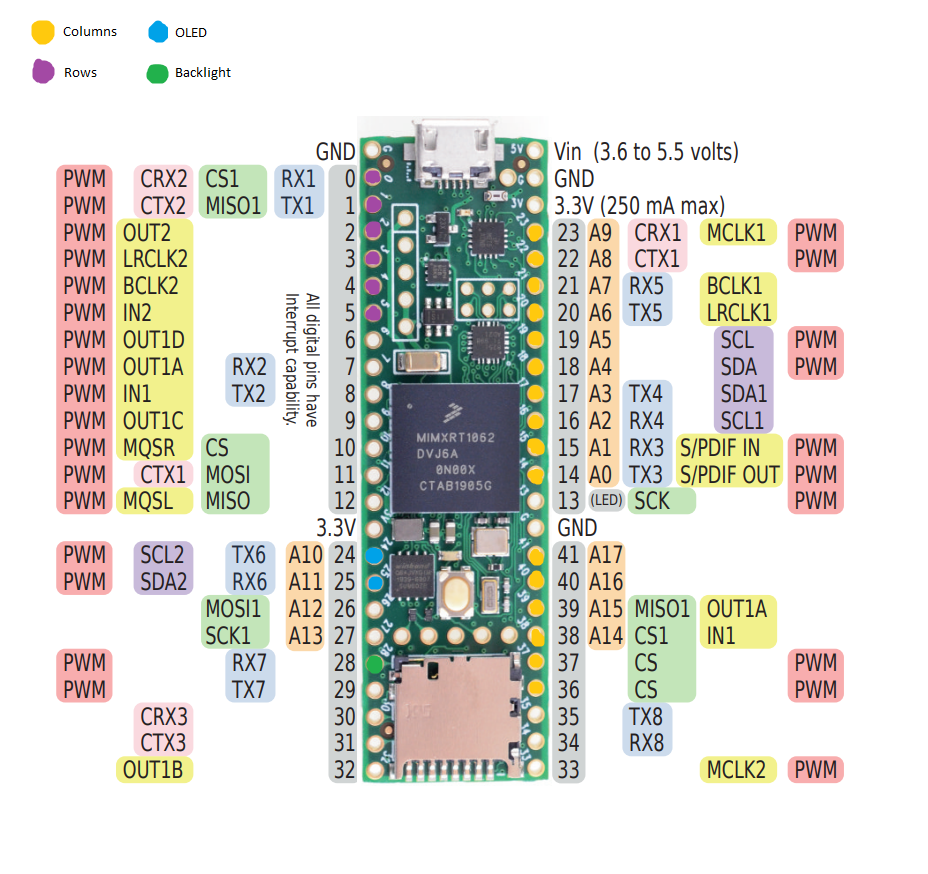 Columns OLED
Rows Backlight
GND Vin (3.6 to 5.5 volts)
PWM CRX2 CS1 RX1 0 GND
PWM CTX2 MISO1 TX1 1 3.3V (250 mA max)
PWM OUT2 2 23 A9 CRX1 MCLK1 PWM
PWM LRCLK2 3 22 A8 CTX1 PWM
PWM BCLK2 4 21 A7 RX5 BCLK1
PWM IN2 5 20 A6 TX5 LRCLK1
PWM OUT1D 6 19 A5 SCL PWM
PWM OUT1A RX2 7 18 A4 SDA PWM
PWM IN1 TX2 8 17 A3 TX4 SDA1
PWM OUT1C 9 16 A2 RX4 SCL1
PWM MQSR CS 10 15 A1 RX3 S/PDIF IN PWM
PWM CTX1 MOSI 11 14 A0 TX3 S/PDIF OUT PWM
PWM MQSL MISO 12 13 (LED) SCK PWM
All digital pins have
Interrupt capability.
MIMXRT1062
DVJ6A
0N00X
CTAB1905G
3.3V GND
PWM SCL2 TX6 A10 24 41 A17
PWM SDA2 RX6 A11 25 40 A16
MOSI1 A12 26 39 A15 MISO1 OUT1A
SCK1 A13 27 38 A14 CS1 IN1
PWM RX7 28 37 CS PWM
PWM TX7 29 36 CS PWM
CRX3 30 35 TX8
CTX3 31 34 RX8
OUT1B 32 33 MCLK2 PWM